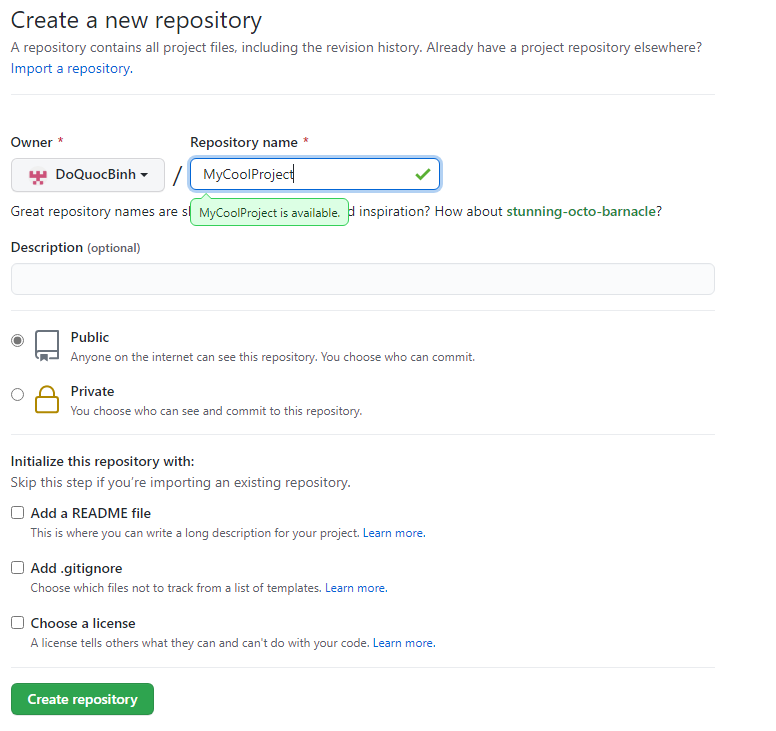 Create a new repository
A repository contains all project files, including the revision history. Already have a project repository elsewhere?
Import a repository.
Owner *
Repository name *
DoQuocBinh
/
MyCoolProject
Great repository names are
MyCoolProject is available.
inspiration? How about stunning-octo-barnacle?
Description (optional)
Public
Anyone on the internet can see this repository. You choose who can commit.
Private
You choose who can see and commit to this repository.
Initialize this repository with:
Skip this step if you're importing an existing repository.
Add a README file
This is where you can write a long description for your project. Learn more.
Add .gitignore
Choose which files not to track from a list of templates. Learn more.
Choose a license
A license tells others what they can and can't do with your code. Learn more.
Create repository